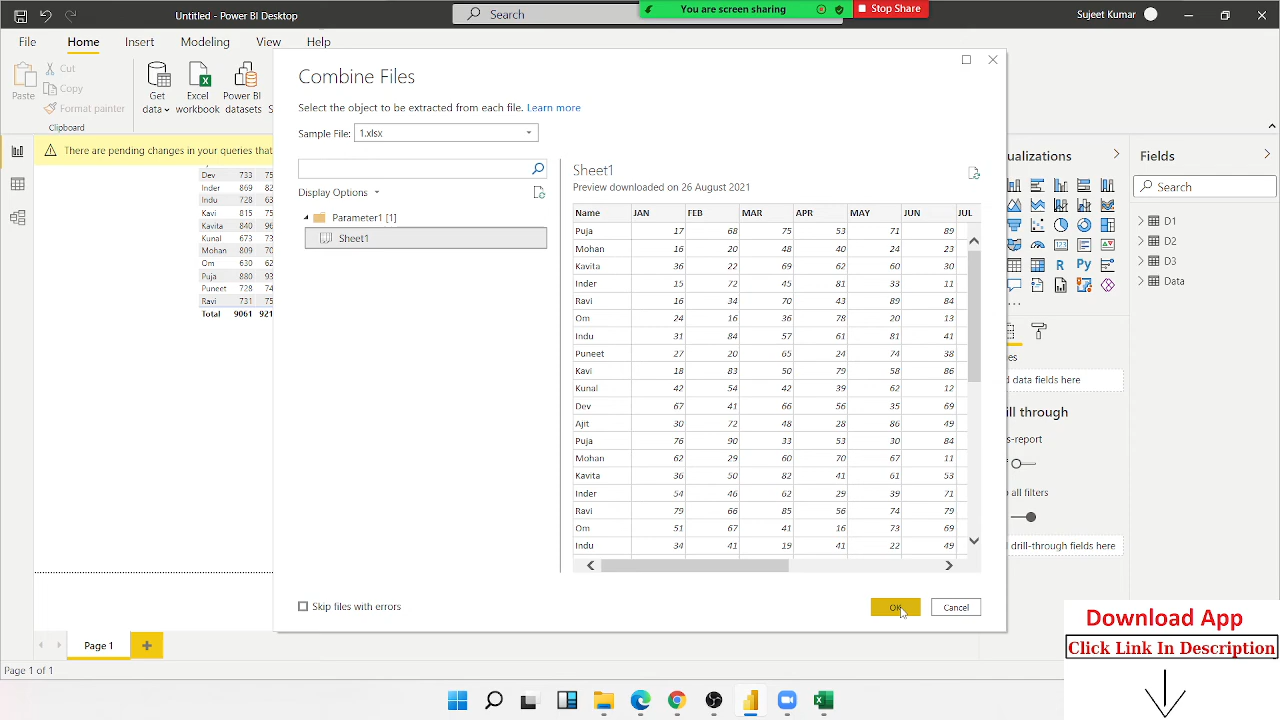 Untitled - Power BI Desktop
Search
You are screen sharing
Stop Share
Sujeet Kumar
File Home Insert Modeling View Help
Paste
Cut
Copy
Format painter
Clipboard
Get data
Excel workbook
Power BI datasets
There are pending changes in your queries that
Dev 733
Inder 869
Indu 728
Kavi 815
Kavita 840
Kunal 673
Mohan 809
Om 630
Puja 880
Puneet 728
Ravi 731
Total 9061 921
Combine Files
Select the object to be extracted from each file. Learn more
Sample File: 1.xlsx
Display Options
Parameter1 [1]
Sheet1
Sheet1
Preview downloaded on 26 August 2021
Name JAN FEB MAR APR MAY JUN JUL
Puja 17 68 75 53 71 89
Mohan 16 20 48 40 24 23
Kavita 36 22 69 62 60 30
Inder 15 72 45 81 33 11
Ravi 16 34 70 43 89 84
Om 24 16 36 78 20 13
Indu 31 84 57 61 81 41
Puneet 27 20 65 24 74 38
Kavi 18 83 50 79 58 86
Kunal 42 54 42 39 62 12
Dev 67 41 66 56 35 69
Ajit 30 72 48 28 86 49
Puja 76 90 33 53 30 84
Mohan 62 29 60 70 67 11
Kavita 36 50 82 41 61 53
Inder 54 46 62 29 39 71
Ravi 79 66 85 56 74 79
Om 51 67 41 16 73 69
Indu 34 41 19 41 22 49
Skip files with errors
OK
Cancel
ualizations
R Py
es
d data fields here
ill through
s-report
p all filters
d drill-through fields here
Fields
Search
D1
D2
D3
Data
Page 1
Page 1 of 1
Download App
Click Link In Description